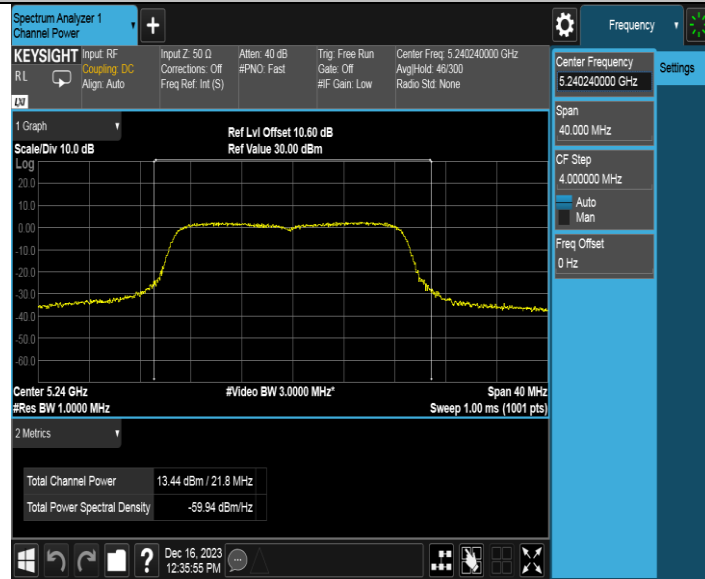 Spectrum Analyzer 1
Channel Power
+
Frequency
KEYSIGHT
RL
LXI
Input: RF
Coupling: DC
Align: Auto
Input Z: 50 Ω
Corrections: Off
Freq Ref: Int (S)
Atten: 40 dB
#PNO: Fast
Trig: Free Run
Gate: Off
#IF Gain: Low
Center Freq: 5.240240000 GHz
Avg|Hold: 46/300
Radio Std: None
Center Frequency
5.240240000 GHz
Settings
Span
40.000 MHz
CF Step
4.000000 MHz
Auto
Man
Freq Offset
0 Hz
1 Graph
Scale/Div 10.0 dB
Ref Lvl Offset 10.60 dB
Ref Value 30.00 dBm
Log
20.0
10.0
0.00
-10.0
-20.0
-30.0
-40.0
-50.0
-60.0
Center 5.24 GHz
#Video BW 3.0000 MHz*
Span 40 MHz
#Res BW 1.0000 MHz
Sweep 1.00 ms (1001 pts)
2 Metrics
Total Channel Power 13.44 dBm / 21.8 MHz
Total Power Spectral Density -59.94 dBm/Hz
?
Dec 16, 2023
12:35:55 PM